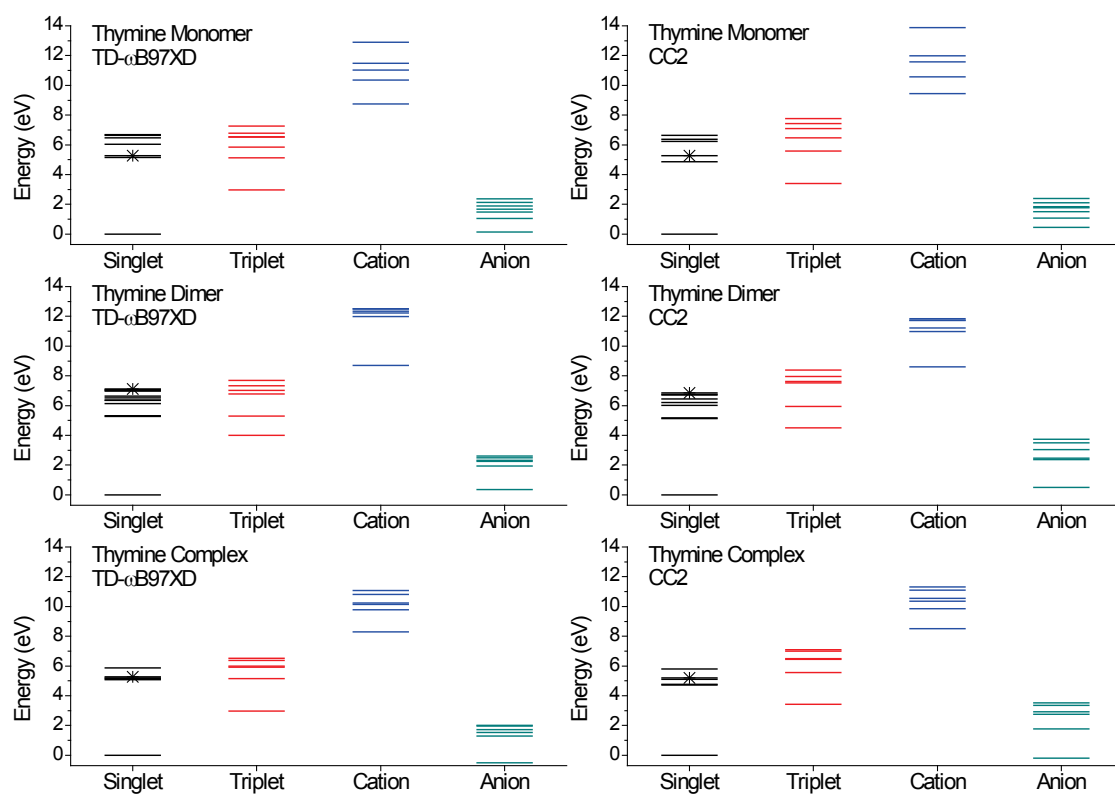 Thymine Monomer
TD-ωB97XD
Energy (eV)
14
12
10
8
6
4
2
0
Singlet Triplet Cation Anion
Thymine Monomer
CC2
Energy (eV)
14
12
10
8
6
4
2
0
Singlet Triplet Cation Anion
Thymine Dimer
TD-ωB97XD
Energy (eV)
14
12
10
8
6
4
2
0
Singlet Triplet Cation Anion
Thymine Dimer
CC2
Energy (eV)
14
12
10
8
6
4
2
0
Singlet Triplet Cation Anion
Thymine Complex
TD-ωB97XD
Energy (eV)
14
12
10
8
6
4
2
0
Singlet Triplet Cation Anion
Thymine Complex
CC2
Energy (eV)
14
12
10
8
6
4
2
0
Singlet Triplet Cation Anion